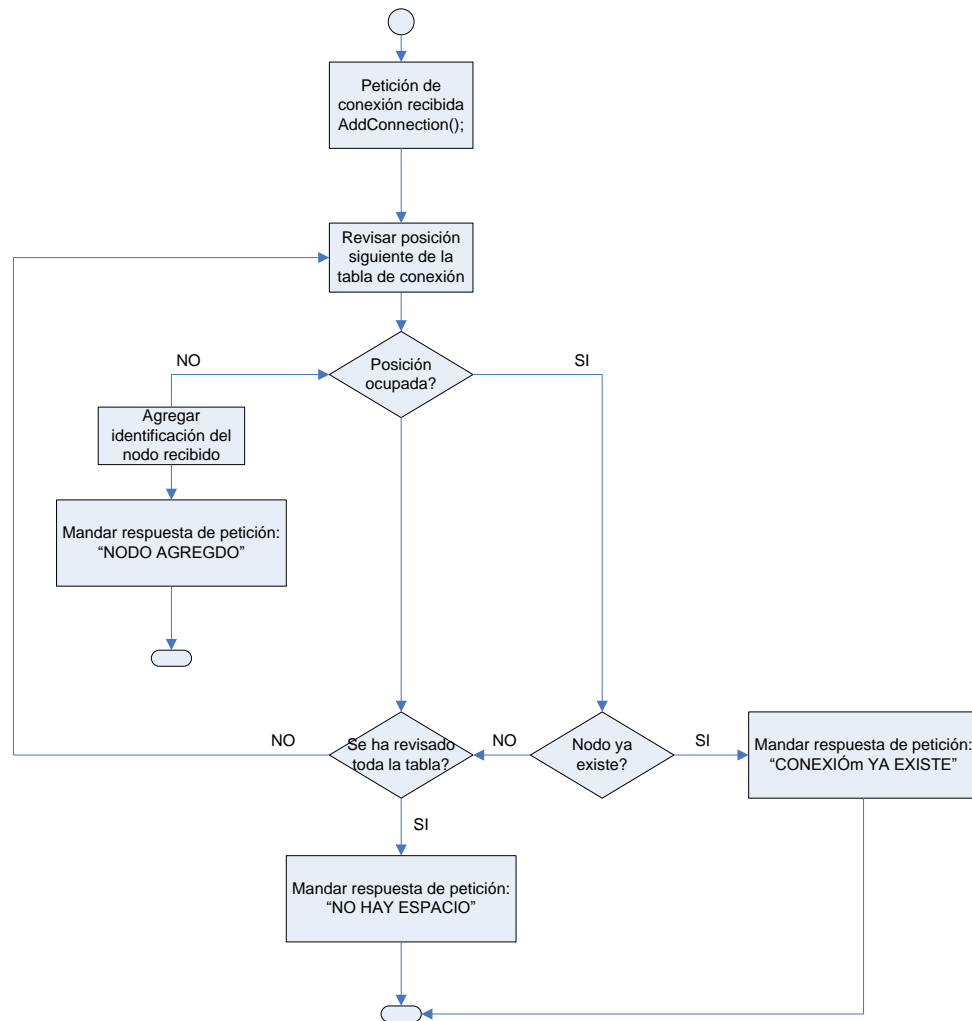 Petición de
conexión recibida
AddConnection();
Revisar posición
siguiente de la
tabla de conexión
NO
Posición
ocupada?
SI
Agregar
identificación del
nodo recibido
Mandar respuesta de petición:
“NODO AGREGDO”
NO
Se ha revisado
toda la tabla?
NO
Nodo ya
existe?
SI
Mandar respuesta de petición:
“CONEXIÓm YA EXISTE”
SI
Mandar respuesta de petición:
“NO HAY ESPACIO”